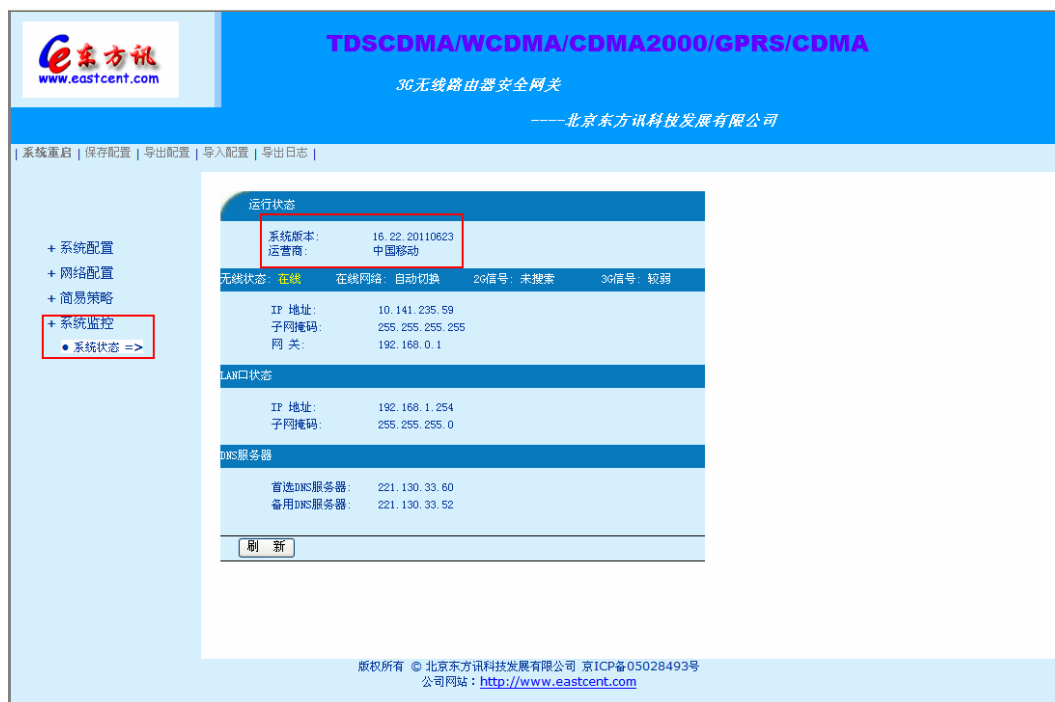 东方讯
www.eastcent.com
TDSCDMA/WCDMA/CDMA2000/GPRS/CDMA
3G无线路由器安全网关
----北京东方讯科技发展有限公司
| 系统重启 | 保存配置 | 导出配置 | 导入配置 | 导出日志 |
+ 系统配置
+ 网络配置
+ 简易策略
+ 系统监控
● 系统状态 =>
运行状态
系统版本: 16.22.20110623
运营商: 中国移动
无线状态: 在线 在线网络: 自动切换 2G信号: 未搜索 3G信号: 较弱
IP 地址: 10.141.235.59
子网掩码: 255.255.255.255
网 关: 192.168.0.1
LAN口状态
IP 地址: 192.168.1.254
子网掩码: 255.255.255.0
DNS服务器
首选DNS服务器: 221.130.33.60
备用DNS服务器: 221.130.33.52
刷 新
版权所有 © 北京东方讯科技发展有限公司 京ICP备05028493号
公司网站：http://www.eastcent.com